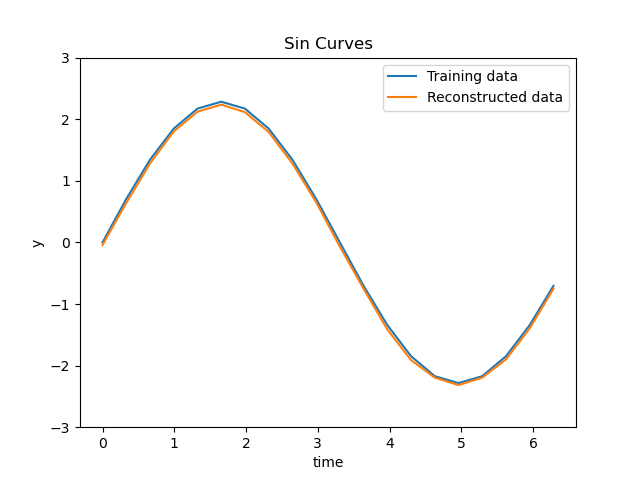 Sin Curves
Training data
Reconstructed data
3
2
1
0
−1
−2
−3
y
0 1 2 3 4 5 6
time